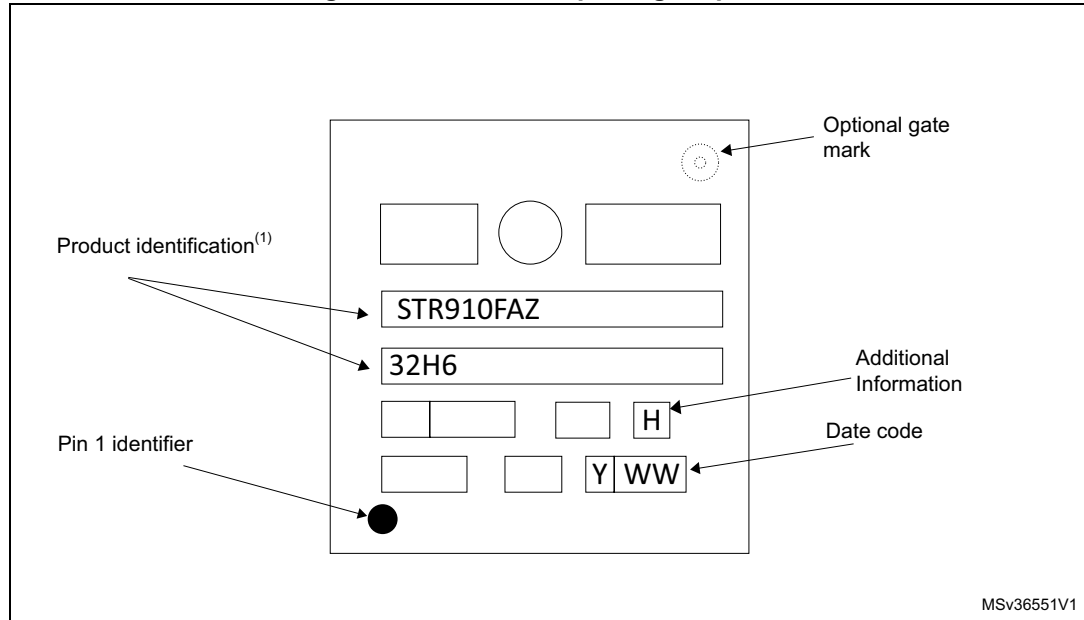 Optional gate
mark
Product identification(1)
STR910FAZ
32H6
Additional
Information
H
Pin 1 identifier
Date code
Y WW
MSv36551V1